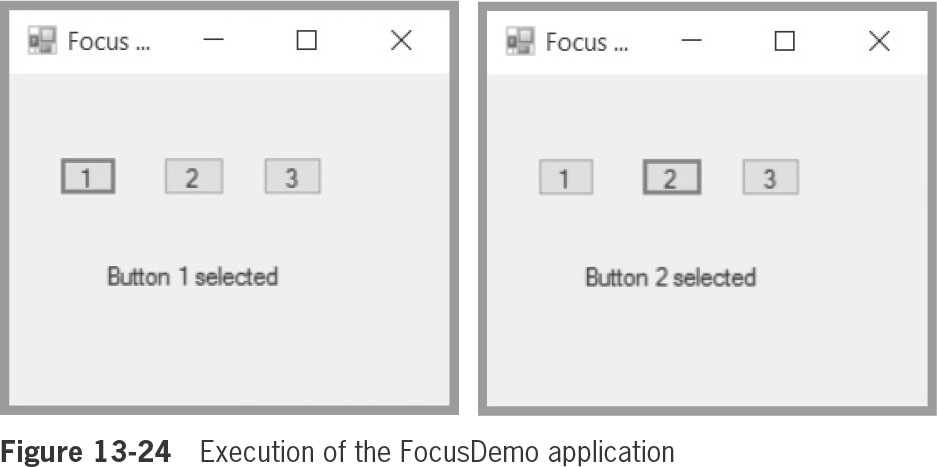 Focus ...
1 2 3
Button 1 selected
Focus ...
1 2 3
Button 2 selected
Figure 13-24 Execution of the FocusDemo application